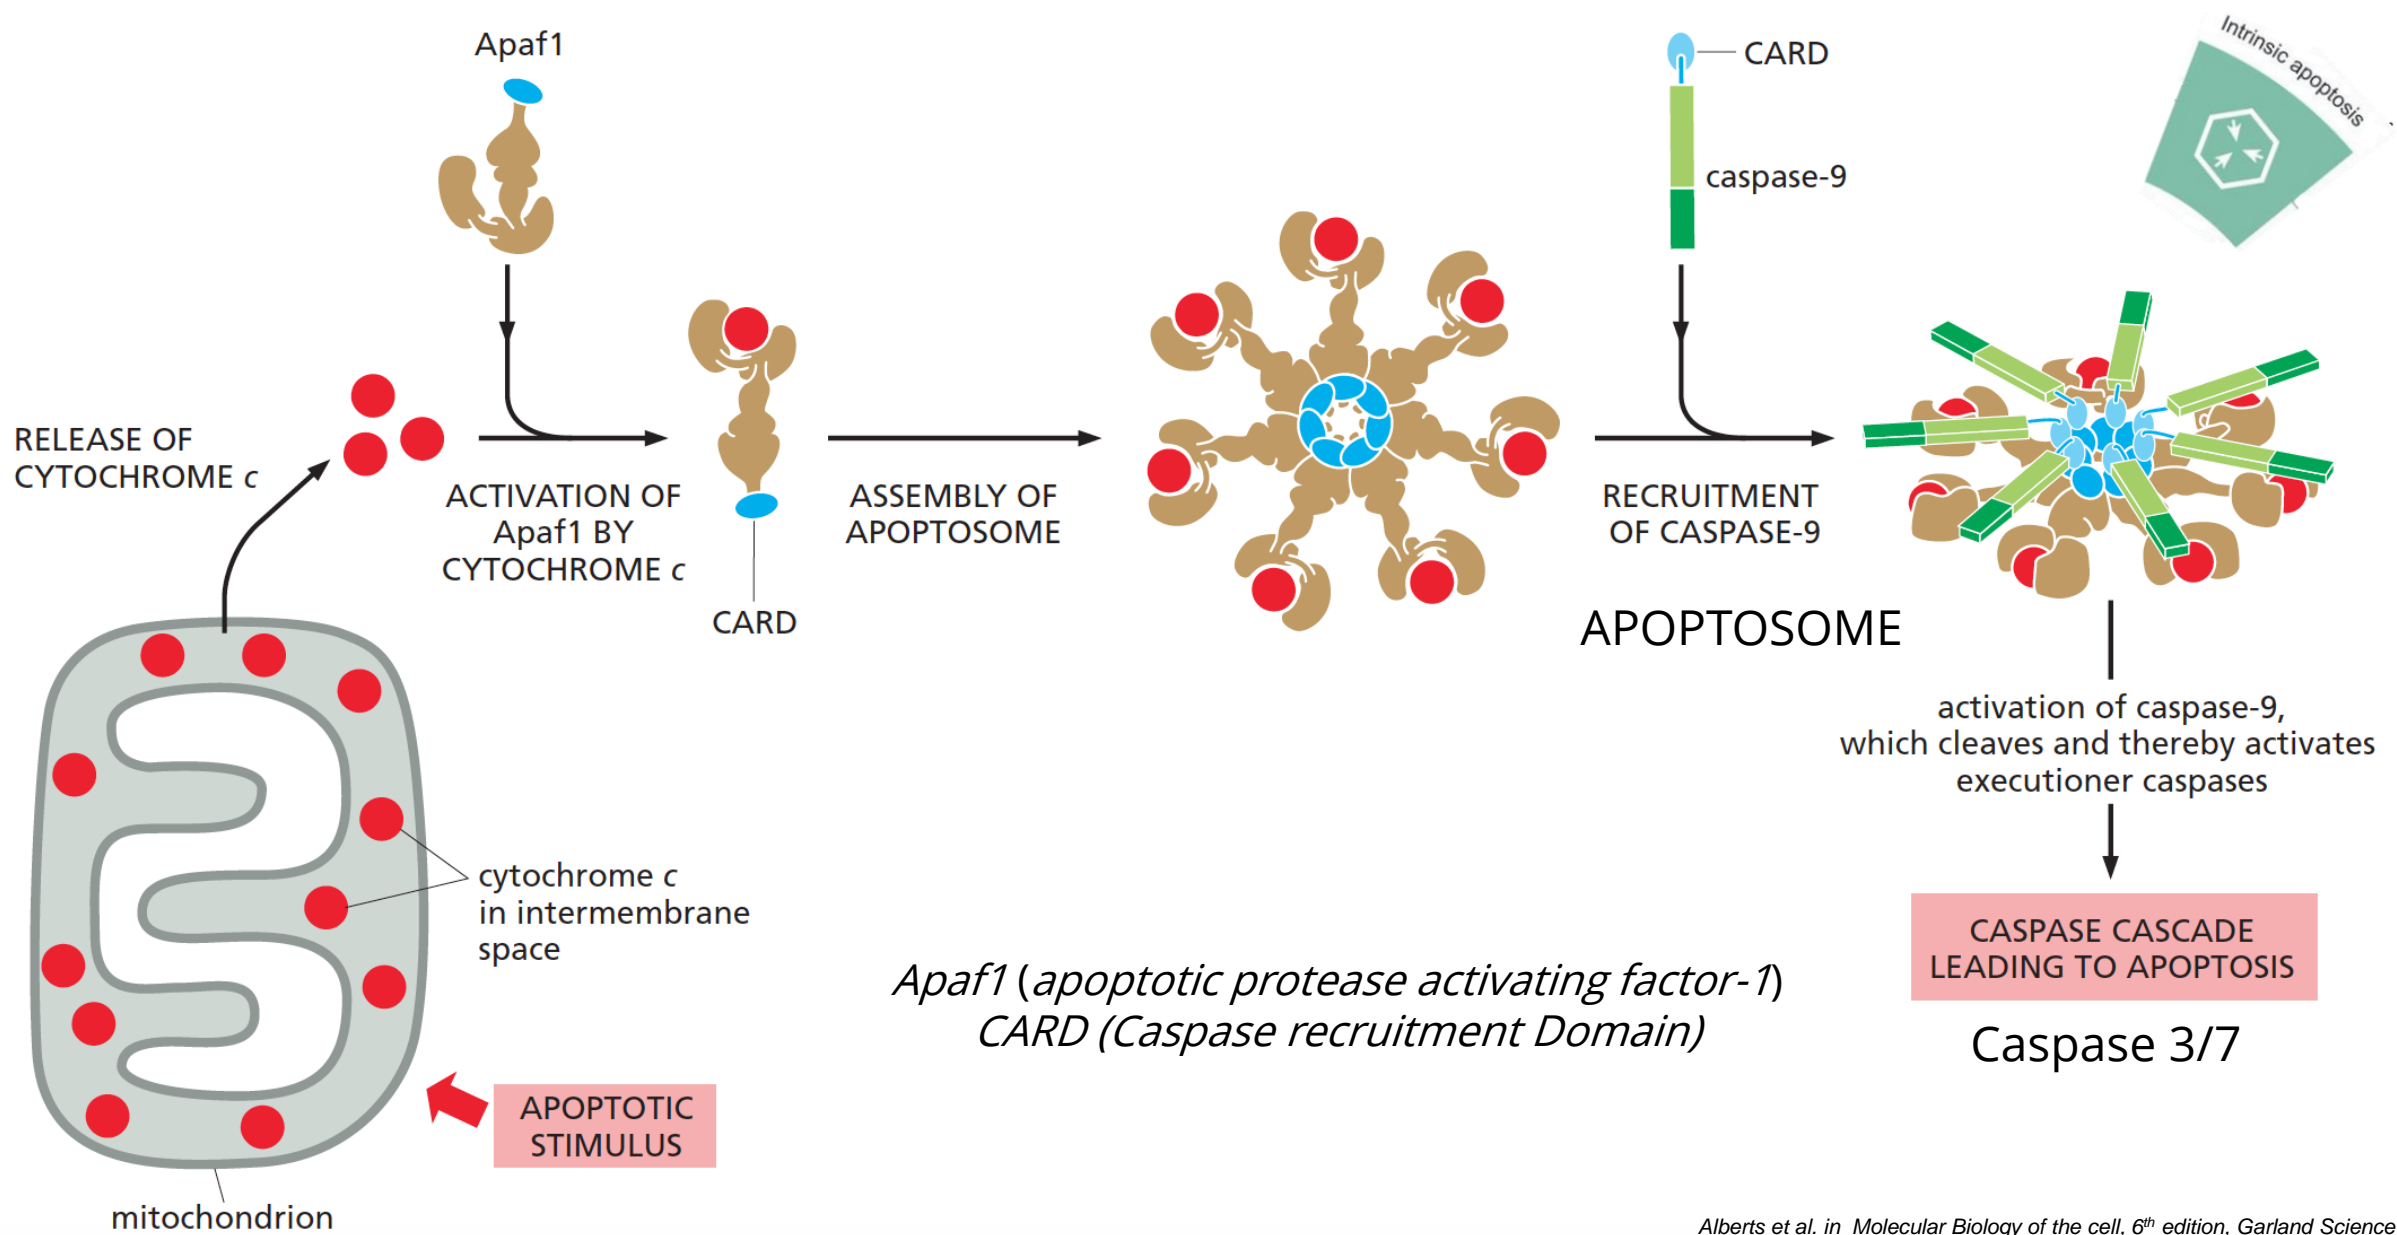 Apaf1
CARD
Intrinsic apoptosis
caspase-9
RELEASE OF
CYTOCHROME c
ACTIVATION OF
Apaf1 BY
CYTOCHROME c
CARD
ASSEMBLY OF
APOPTOSOME
RECRUITMENT
OF CASPASE-9
APOPTOSOME
activation of caspase-9,
which cleaves and thereby activates
executioner caspases
cytochrome c
in intermembrane
space
CASPASE CASCADE
LEADING TO APOPTOSIS
Apaf1 (apoptotic protease activating factor-1)
CARD (Caspase recruitment Domain)
Caspase 3/7
APOPTOTIC
STIMULUS
mitochondrion
Alberts et al. in Molecular Biology of the cell, 6th edition, Garland Science